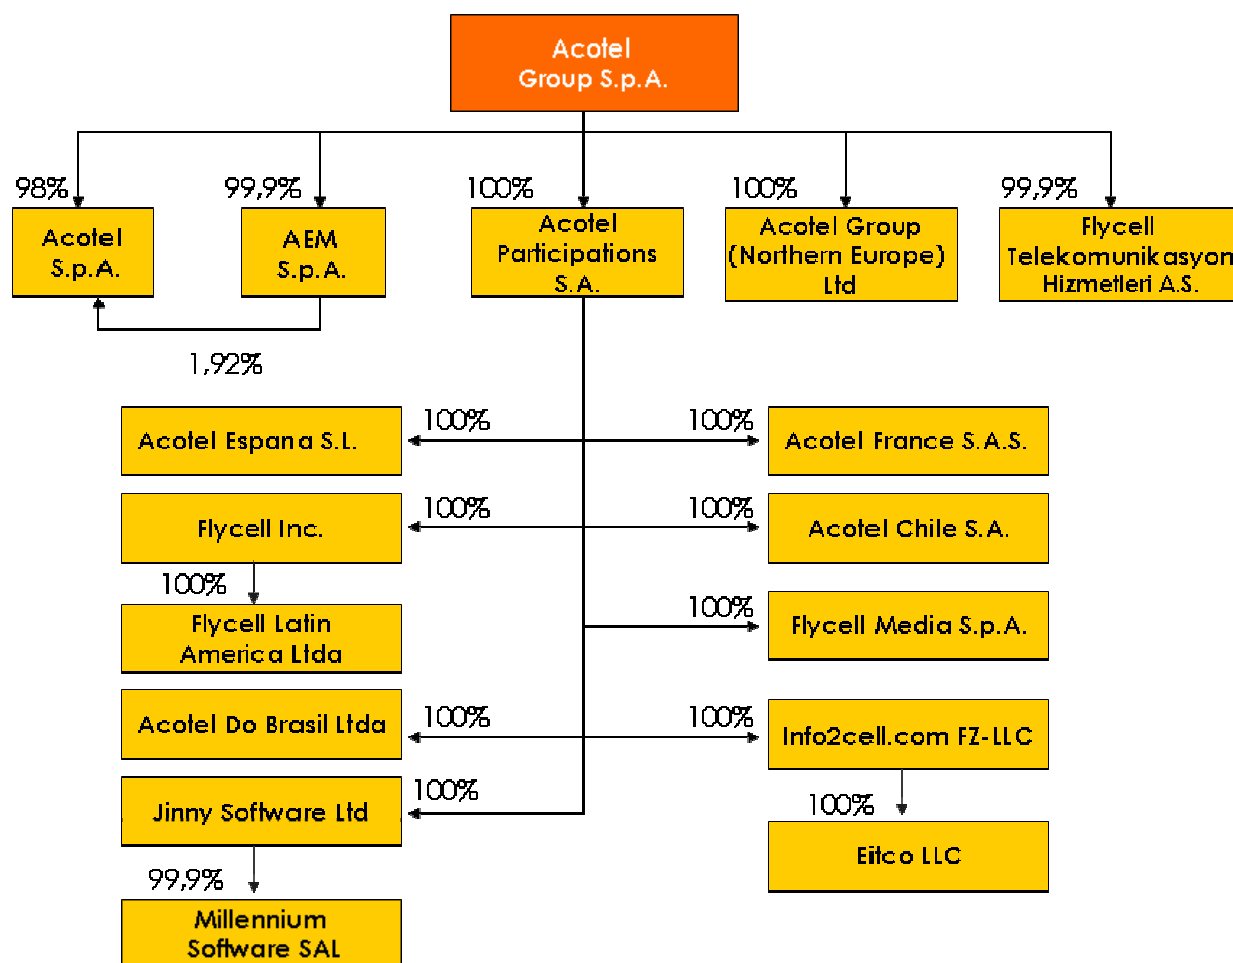 Acotel
Group S.p.A.
98%
99,9%
100%
100%
99,9%
Acotel
S.p.A.
AEM
S.p.A.
Acotel
Participations
S.A.
Acotel Group
(Northern Europe)
Ltd
Flycell
Telekomunikasyon
Hizmetleri A.S.
1,92%
100%
100%
Acotel Espana S.L.
Acotel France S.A.S.
100%
100%
Flycell Inc.
Acotel Chile S.A.
100%
Flycell Latin
America Ltda
100%
Flycell Media S.p.A.
100%
100%
Acotel Do Brasil Ltda
Info2cell.com FZ-LLC
100%
Jinny Software Ltd
100%
Eitco LLC
99,9%
Millennium
Software SAL